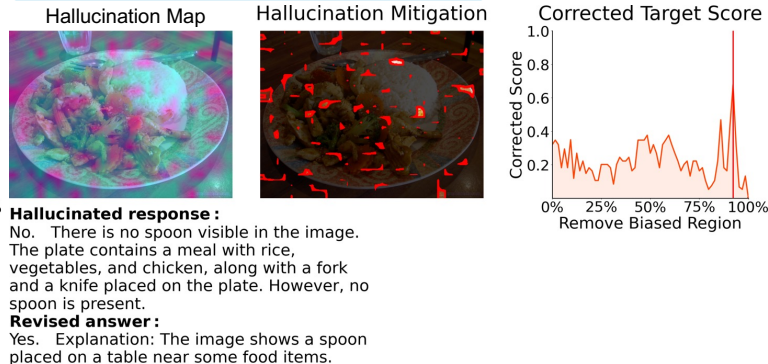 Hallucination Map
Hallucination Mitigation
Corrected Target Score
Corrected Score
1.0
0.8
0.6
0.4
0.2
0% 25% 50% 75% 100%
Remove Biased Region
Hallucinated response:
No. There is no spoon visible in the image.
The plate contains a meal with rice,
vegetables, and chicken, along with a fork
and a knife placed on the plate. However, no
spoon is present.
Revised answer:
Yes. Explanation: The image shows a spoon
placed on a table near some food items.